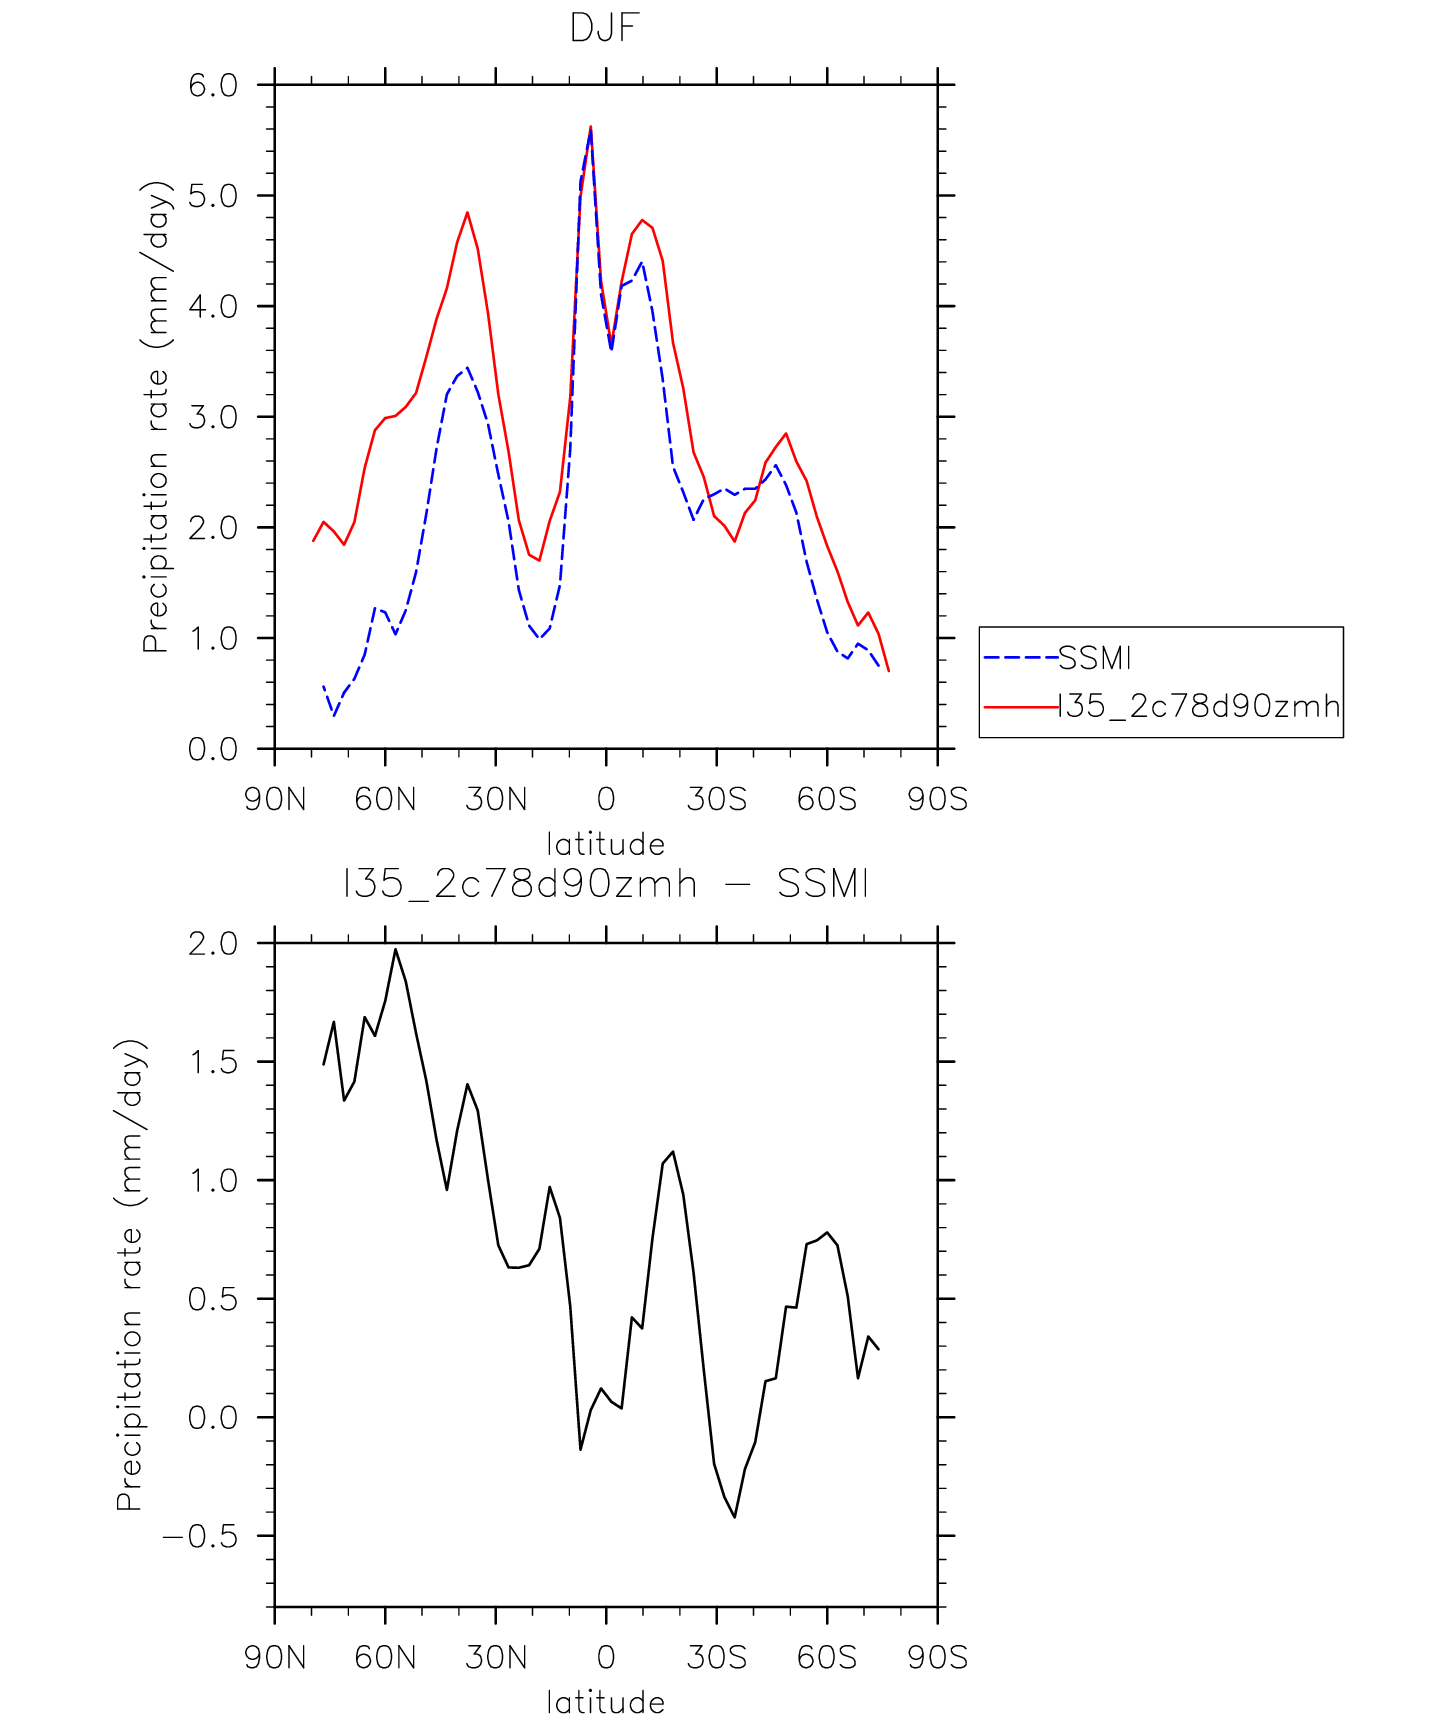 DJF
6.0
5.0
4.0
3.0
2.0
1.0
0.0
Precipitation rate (mm/day)
90N 60N 30N 0 30S 60S 90S
latitude
SSMI
I35_2c78d90zmh
I35_2c78d90zmh - SSMI
2.0
1.5
1.0
0.5
0.0
-0.5
Precipitation rate (mm/day)
90N 60N 30N 0 30S 60S 90S
latitude